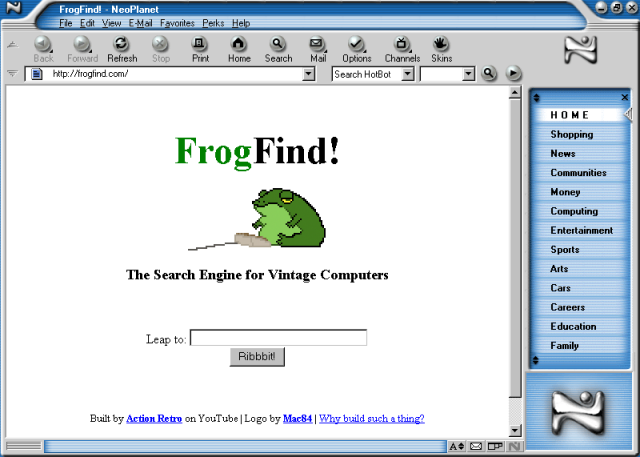 FrogFind! - NeoPlanet
File Edit View E-Mail Favorites Perks Help
Back Forward Refresh Stop Print Home Search Mail Options Channels Skins
http://frogfind.com/ Search HotBot
FrogFind!
The Search Engine for Vintage Computers
Leap to:
Ribbbit!
Built by Action Retro on YouTube | Logo by Mac84 | Why build such a thing?
HOME
Shopping
News
Communities
Money
Computing
Entertainment
Sports
Arts
Cars
Careers
Education
Family
A